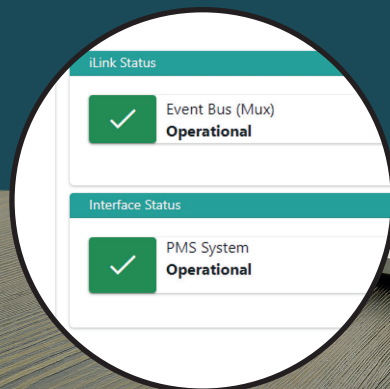 iLink Status
Event Bus (Mux)
Operational
Interface Status
PMS System
Operational